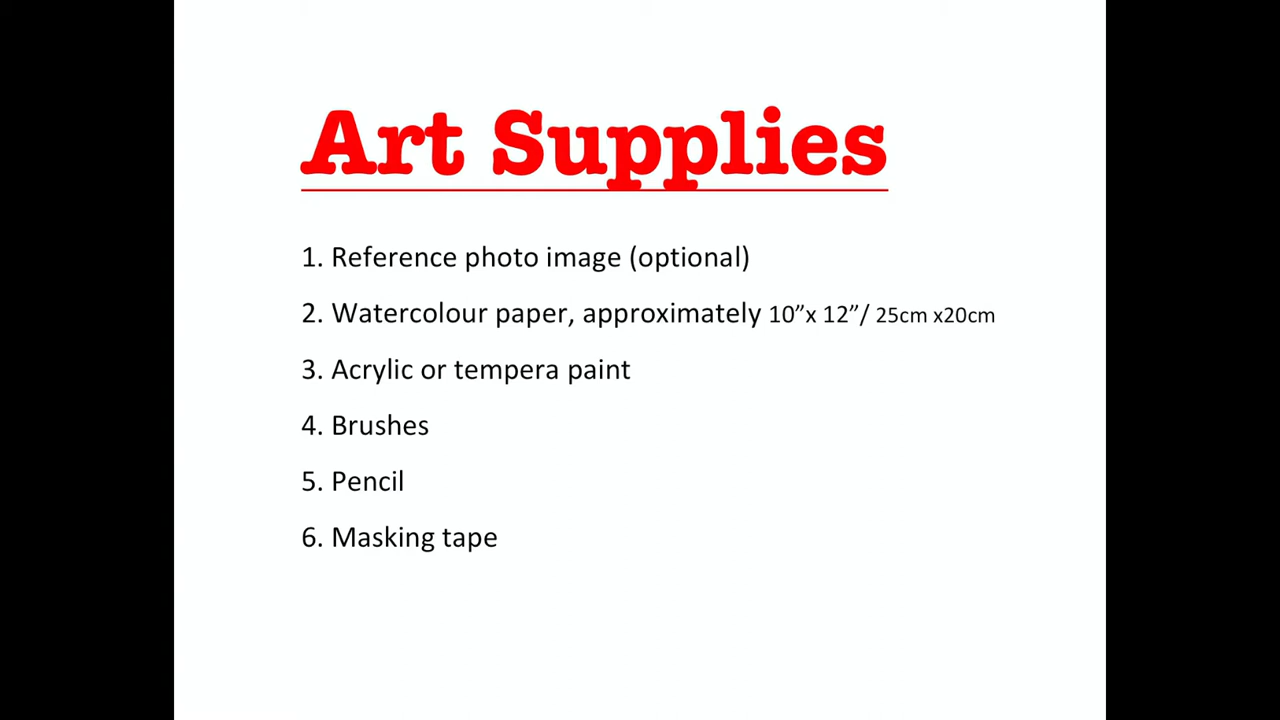 Art Supplies
1. Reference photo image (optional)
2. Watercolour paper, approximately 10”x 12”/ 25cm x20cm
3. Acrylic or tempera paint
4. Brushes
5. Pencil
6. Masking tape